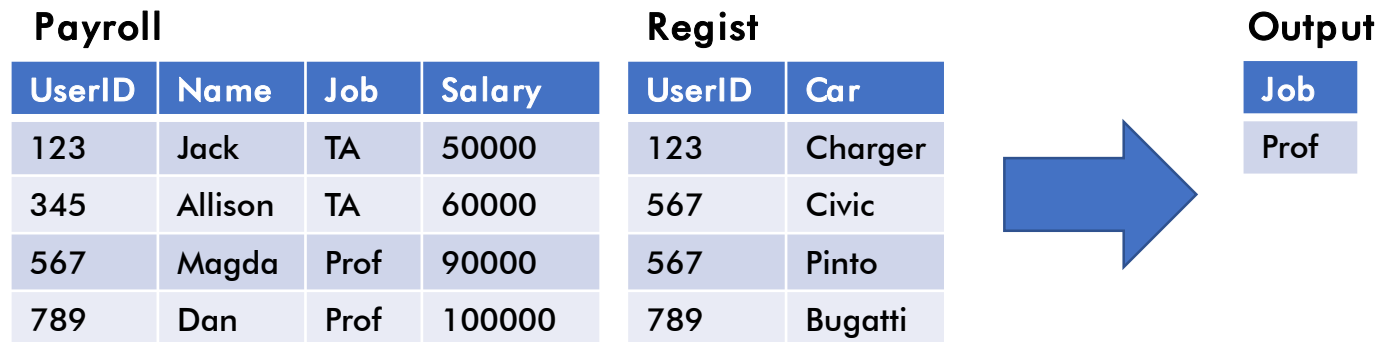 Payroll Regist Output
UserID Name Job Salary UserID Car Job
123 Jack TA 50000 123 Charger Prof
345 Allison TA 60000 567 Civic
567 Magda Prof 90000 567 Pinto
789 Dan Prof 100000 789 Bugatti